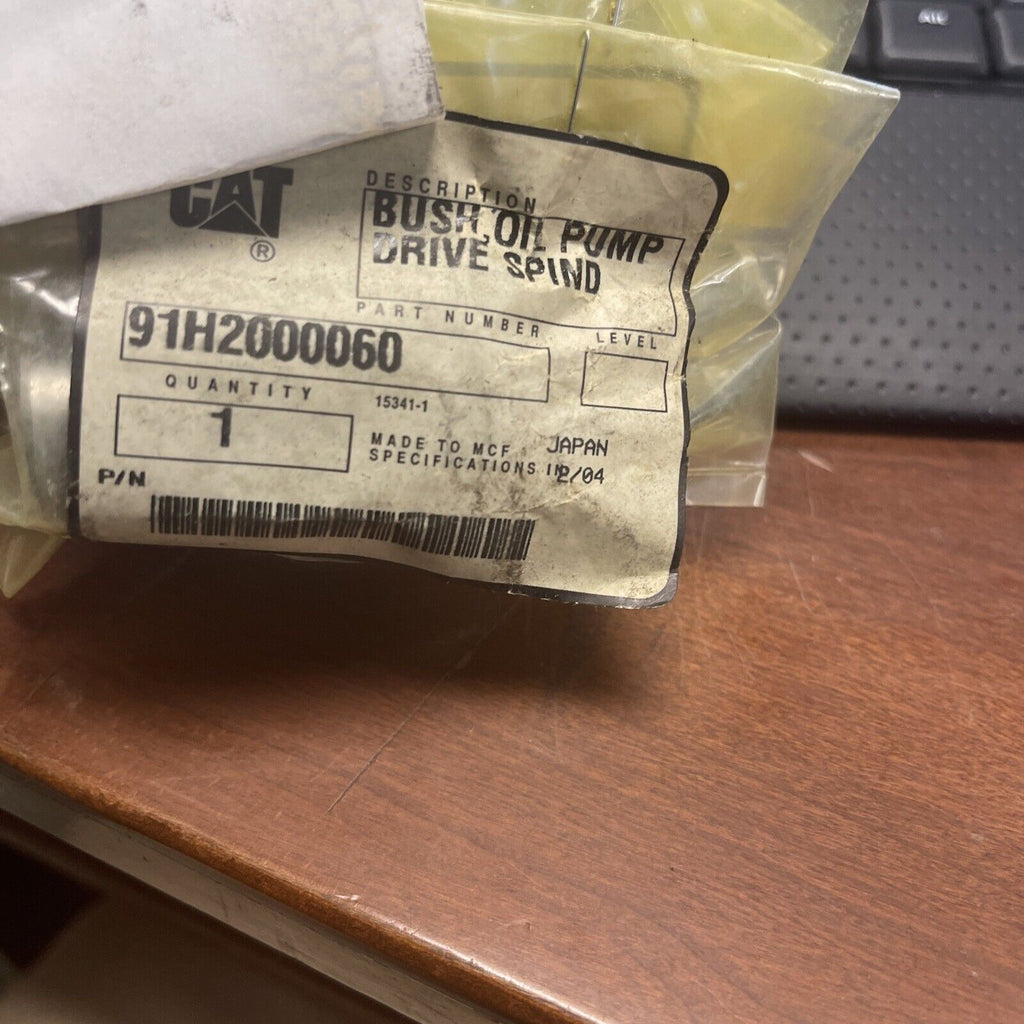 alt
CAT
®
DESCRIPTION
BUSH, OIL PUMP
DRIVE SPIND
PART NUMBER
91H2000060
LEVEL
QUANTITY
1
15341-1
MADE TO MCF JAPAN
SPECIFICATIONS IN 2/04
P/N